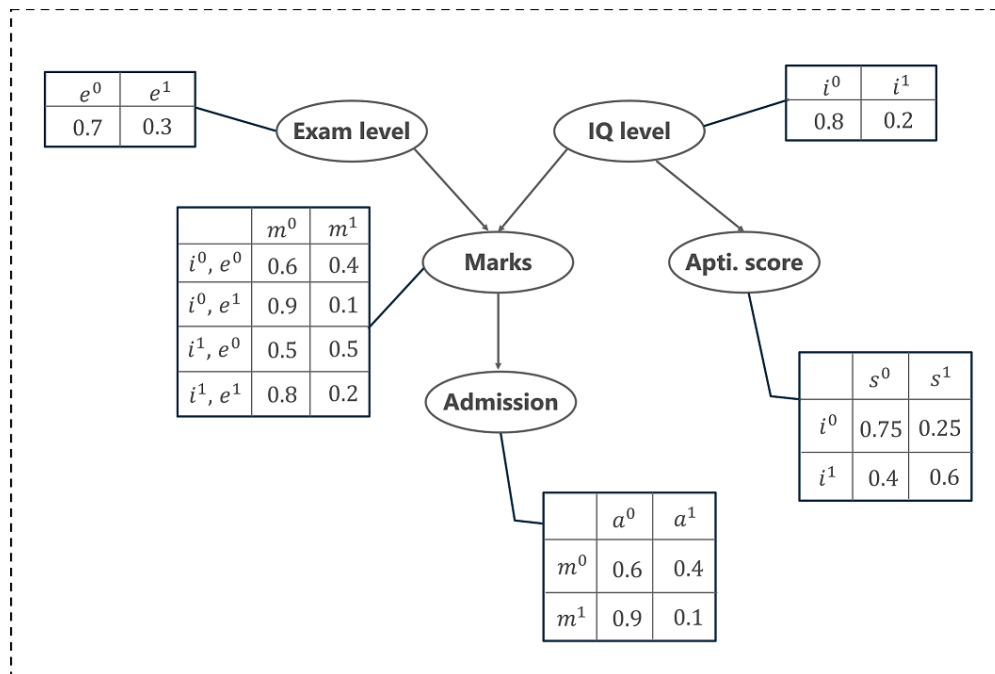 e⁰ e¹
0.7 0.3
Exam level
IQ level
i⁰ i¹
0.8 0.2
m⁰ m¹
i⁰, e⁰ 0.6 0.4
i⁰, e¹ 0.9 0.1
i¹, e⁰ 0.5 0.5
i¹, e¹ 0.8 0.2
Marks
Apti. score
Admission
s⁰ s¹
i⁰ 0.75 0.25
i¹ 0.4 0.6
a⁰ a¹
m⁰ 0.6 0.4
m¹ 0.9 0.1